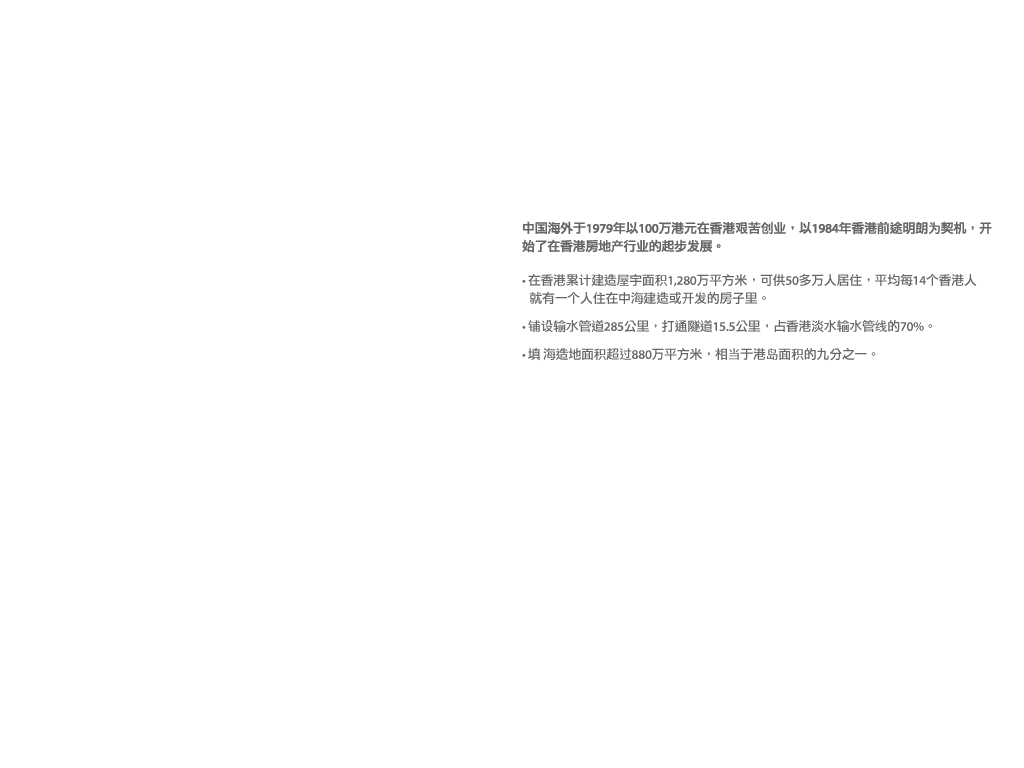 中国海外于1979年以100万港元在香港艰苦创业，以1984年香港前途明朗为契机，开
始了在香港房地产行业的起步发展。
• 在香港累计建造屋宇面积1,280万平方米，可供50多万人居住，平均每14个香港人
就有一个人住在中海建造或开发的房子里。
• 铺设输水管道285公里，打通隧道15.5公里，占香港淡水输水管线的70%。
• 填 海造地面积超过880万平方米，相当于港岛面积的九分之一。